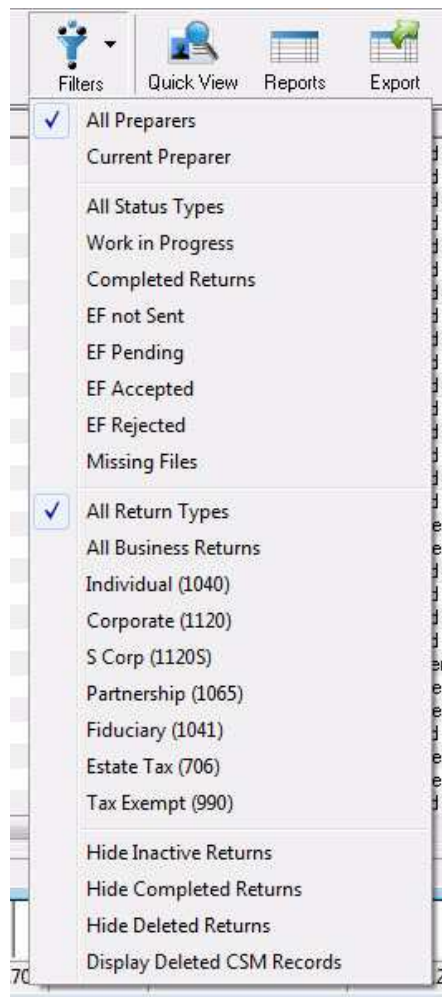 Filters Quick View Reports Export
All Preparers
Current Preparer
All Status Types
Work in Progress
Completed Returns
EF not Sent
EF Pending
EF Accepted
EF Rejected
Missing Files
All Return Types
All Business Returns
Individual (1040)
Corporate (1120)
S Corp (1120S)
Partnership (1065)
Fiduciary (1041)
Estate Tax (706)
Tax Exempt (990)
Hide Inactive Returns
Hide Completed Returns
Hide Deleted Returns
Display Deleted CSM Records